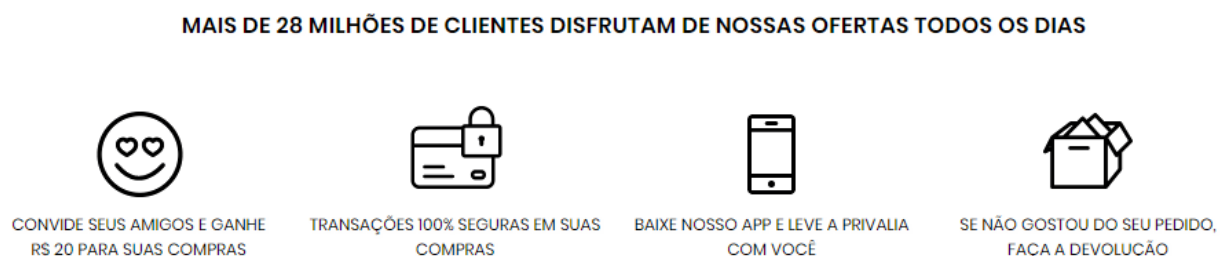 MAIS DE 28 MILHÕES DE CLIENTES DISFRUTAM DE NOSSAS OFERTAS TODOS OS DIAS
CONVIDE SEUS AMIGOS E GANHE
R$ 20 PARA SUAS COMPRAS
TRANSAÇÕES 100% SEGURAS EM SUAS
COMPRAS
BAIXE NOSSO APP E LEVE A PRIVALIA
COM VOCÊ
SE NÃO GOSTOU DO SEU PEDIDO,
FAÇA A DEVOLUÇÃO